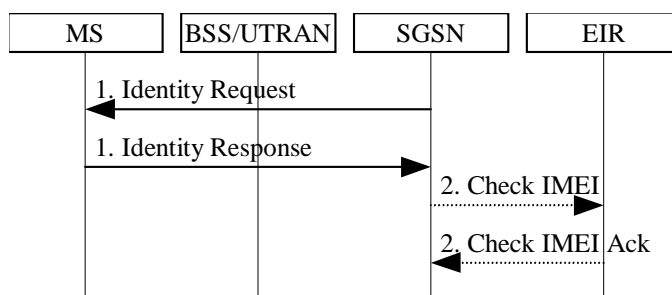 MS BSS/UTRAN SGSN EIR
1. Identity Request
1. Identity Response
2. Check IMEI
2. Check IMEI Ack